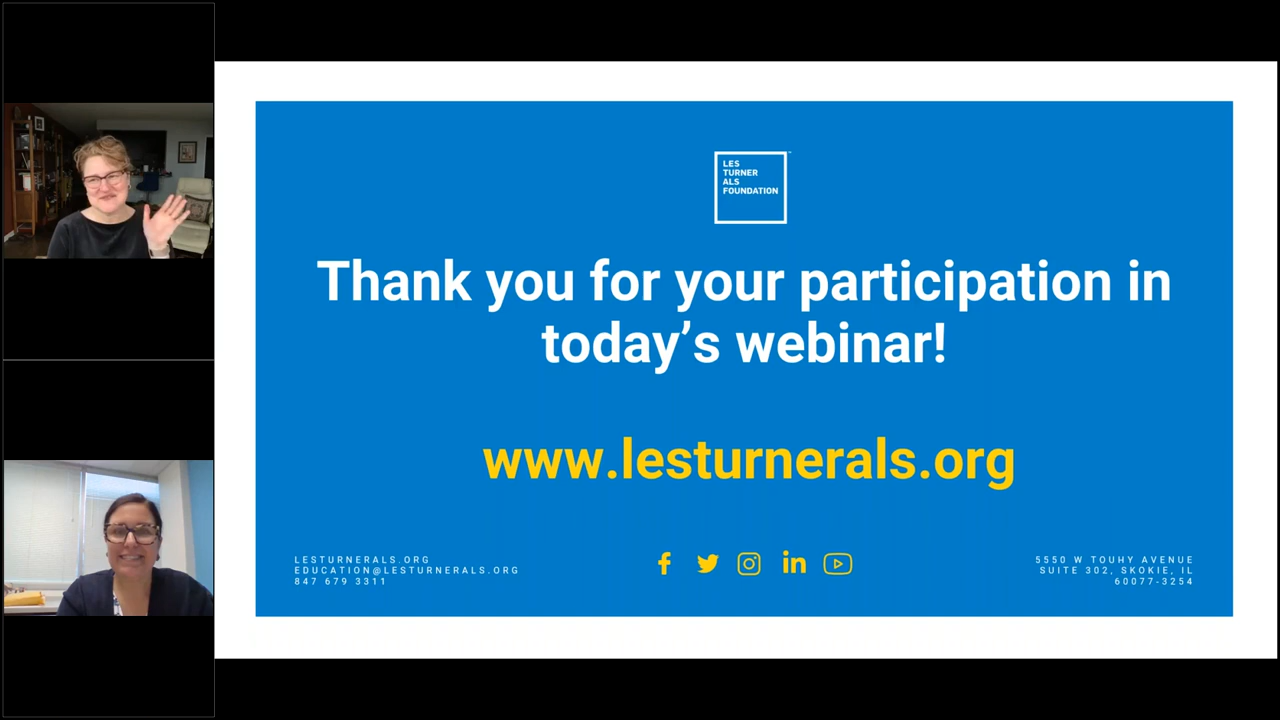 LES
TURNER
ALS
FOUNDATION
Thank you for your participation in
today’s webinar!
www.lesturnerals.org
LESTURNERALS.ORG
EDUCATION@LESTURNERALS.ORG
847 679 3311
5550 W TOUHY AVENUE
SUITE 302, SKOKIE, IL
60077-3254